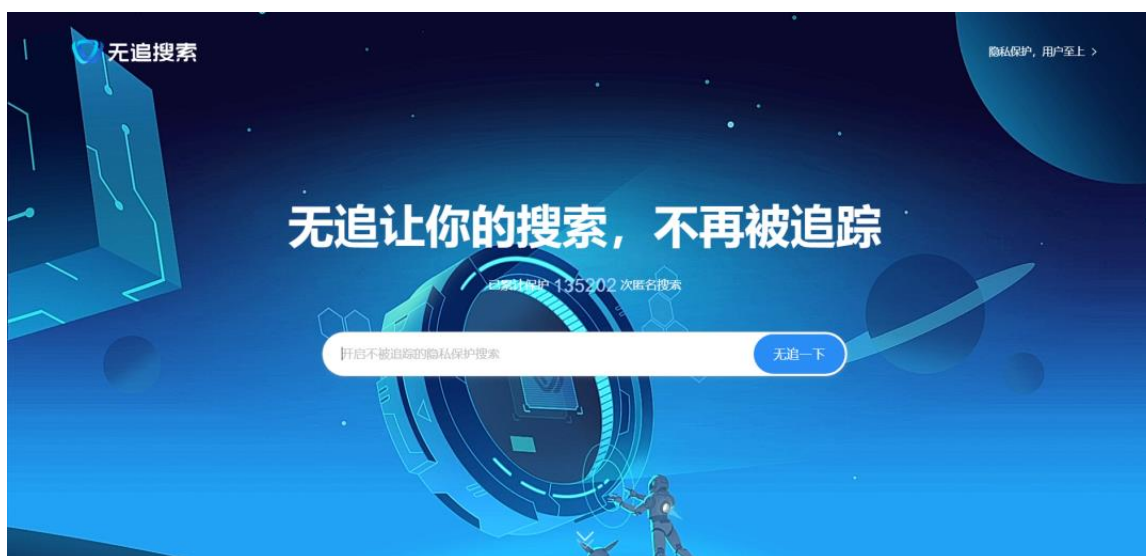 无追搜索
隐私保护，用户至上 >
无追让你的搜索，不再被追踪
已累计保护 135202 次匿名搜索
开启不被追踪的隐私保护搜索
无追一下